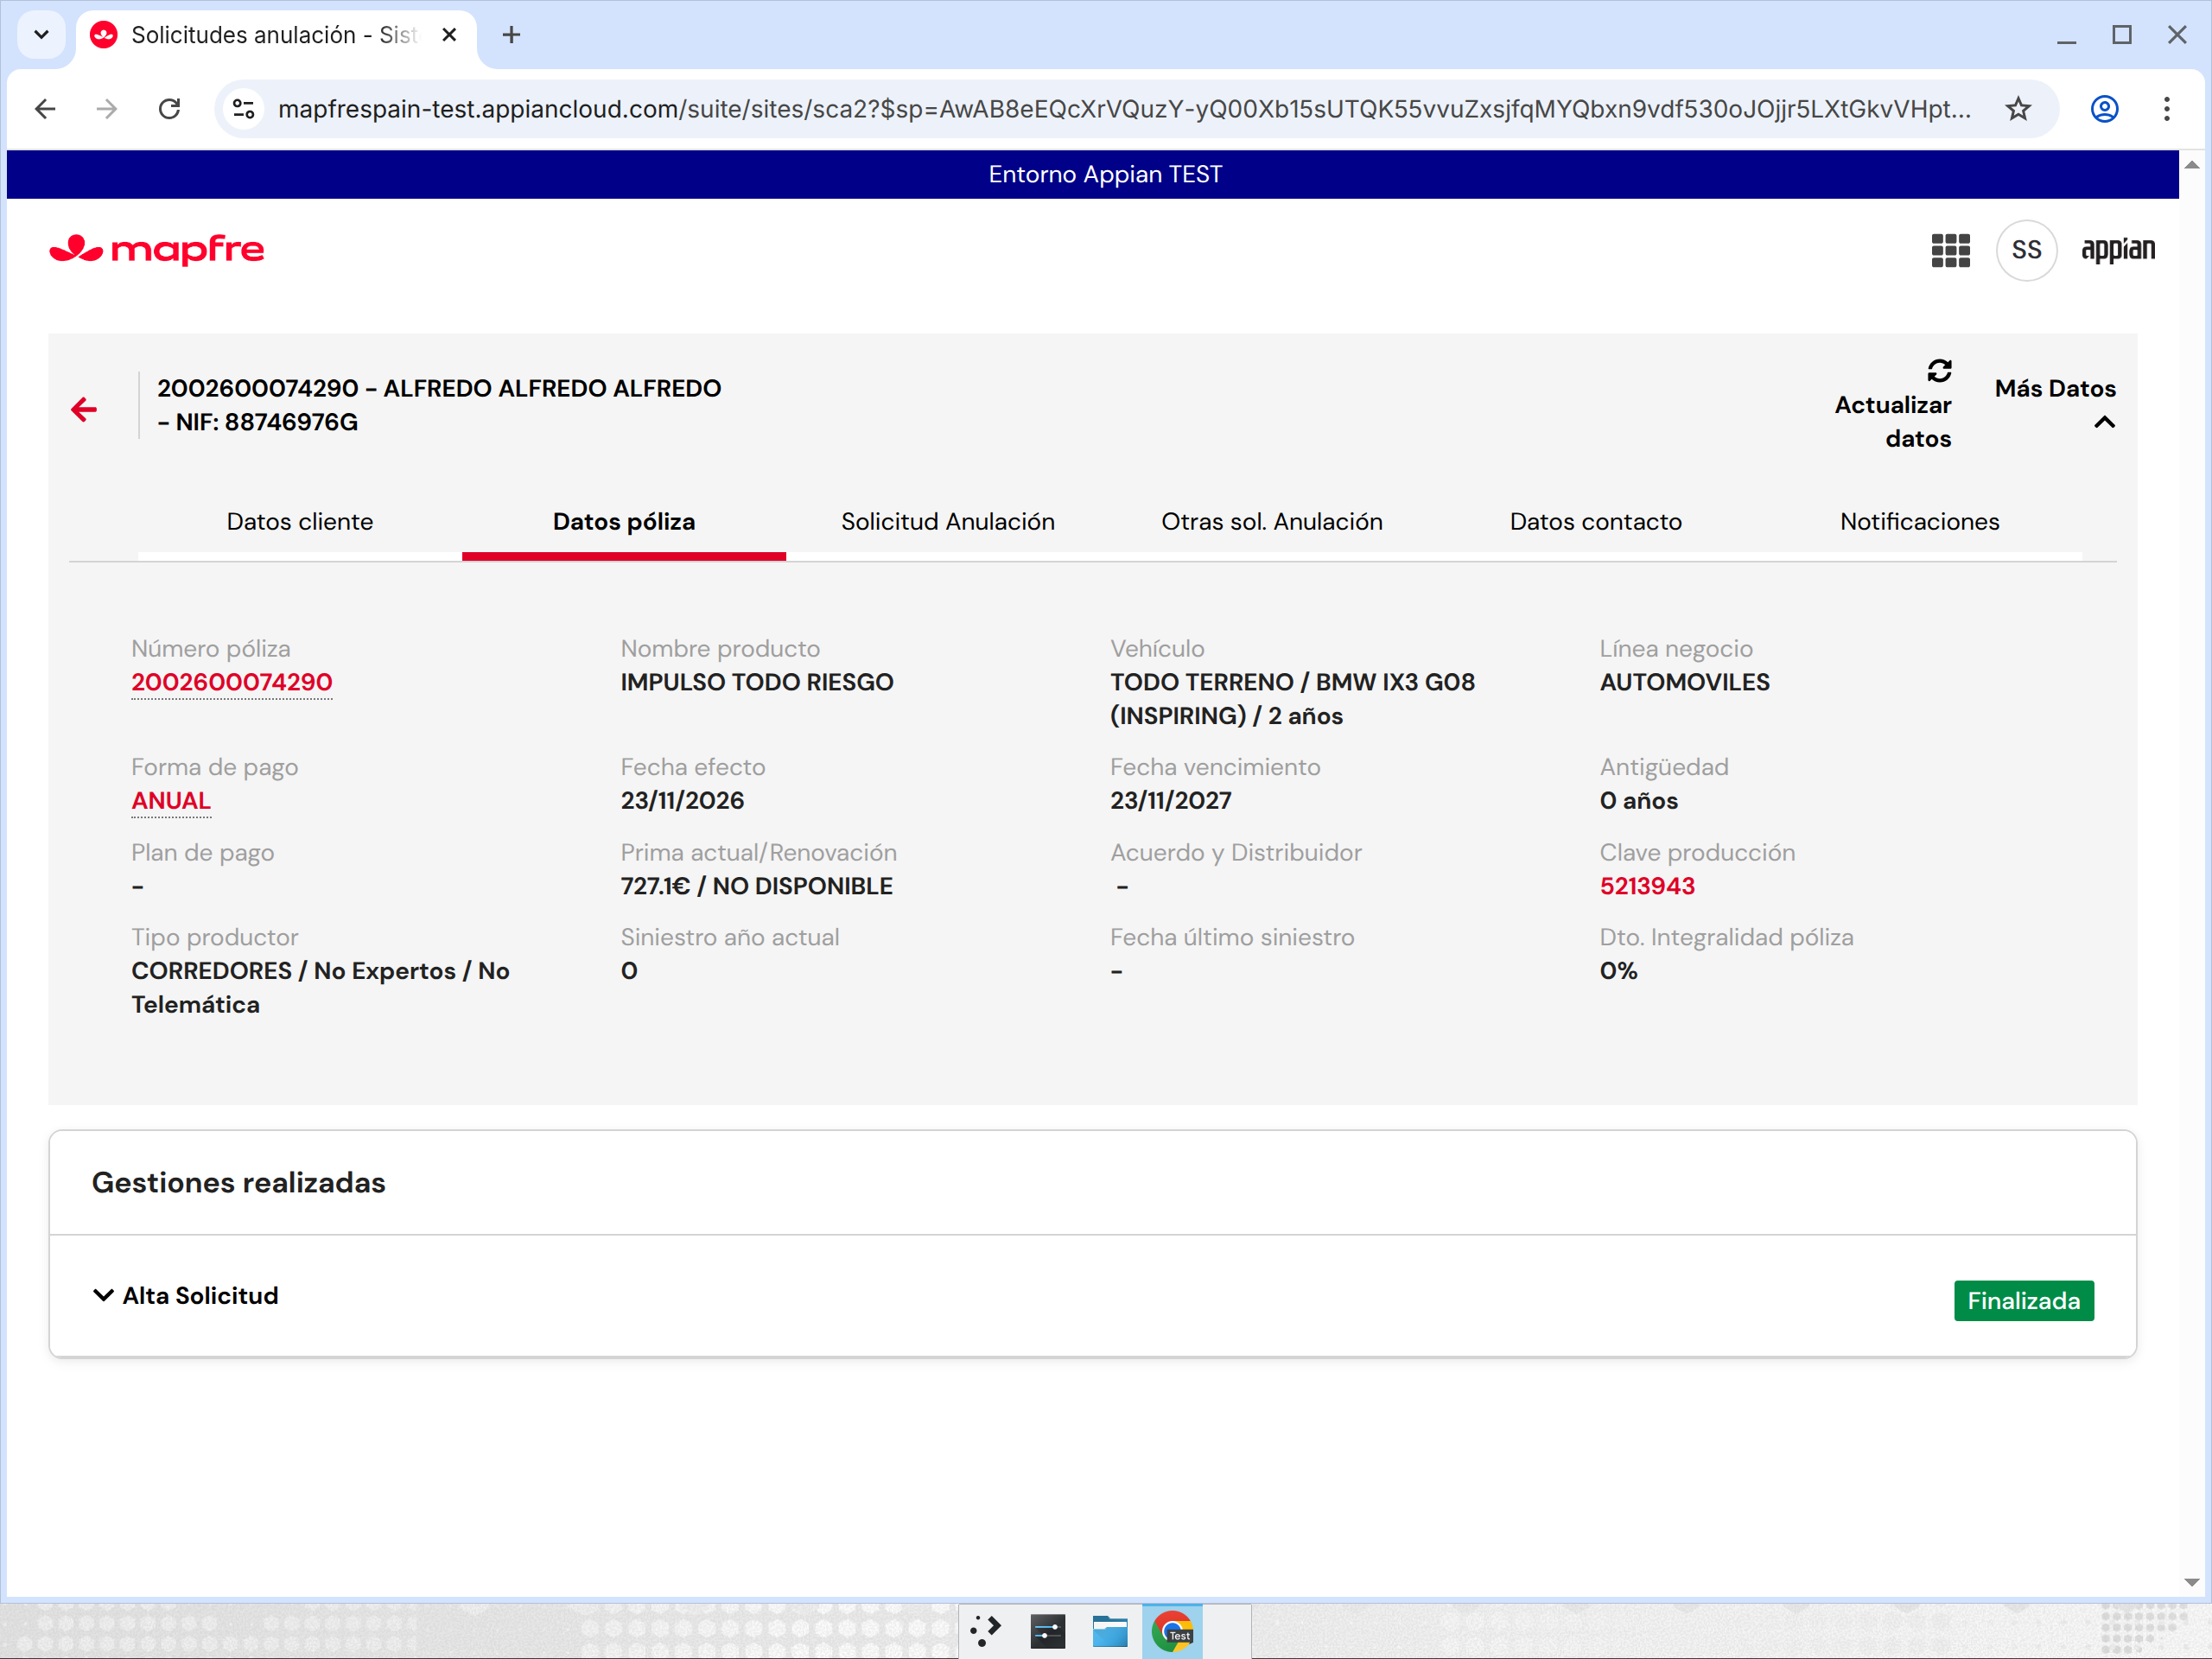 Solicitudes anulación - Sist
mapfrespain-test.appiancloud.com/suite/sites/sca2?$sp=AwAB8eEQcXrVQuzY-yQ00Xb15sUTQK55vvuZxsjfqMYQbxn9vdf530oJOjjr5LXtGkvVHpt...
Entorno Appian TEST
mapfre
SS
appian
2002600074290 - ALFREDO ALFREDO ALFREDO
- NIF: 88746976G
Actualizar
datos
Más Datos
Datos cliente
Datos póliza
Solicitud Anulación
Otras sol. Anulación
Datos contacto
Notificaciones
Número póliza
2002600074290
Nombre producto
IMPULSO TODO RIESGO
Vehículo
TODO TERRENO / BMW IX3 G08
(INSPIRING) / 2 años
Línea negocio
AUTOMOVILES
Forma de pago
ANUAL
Fecha efecto
23/11/2026
Fecha vencimiento
23/11/2027
Antigüedad
0 años
Plan de pago
-
Prima actual/Renovación
727.1€ / NO DISPONIBLE
Acuerdo y Distribuidor
-
Clave producción
5213943
Tipo productor
CORREDORES / No Expertos / No
Telemática
Siniestro año actual
0
Fecha último siniestro
-
Dto. Integralidad póliza
0%
Gestiones realizadas
Alta Solicitud
Finalizada
Test